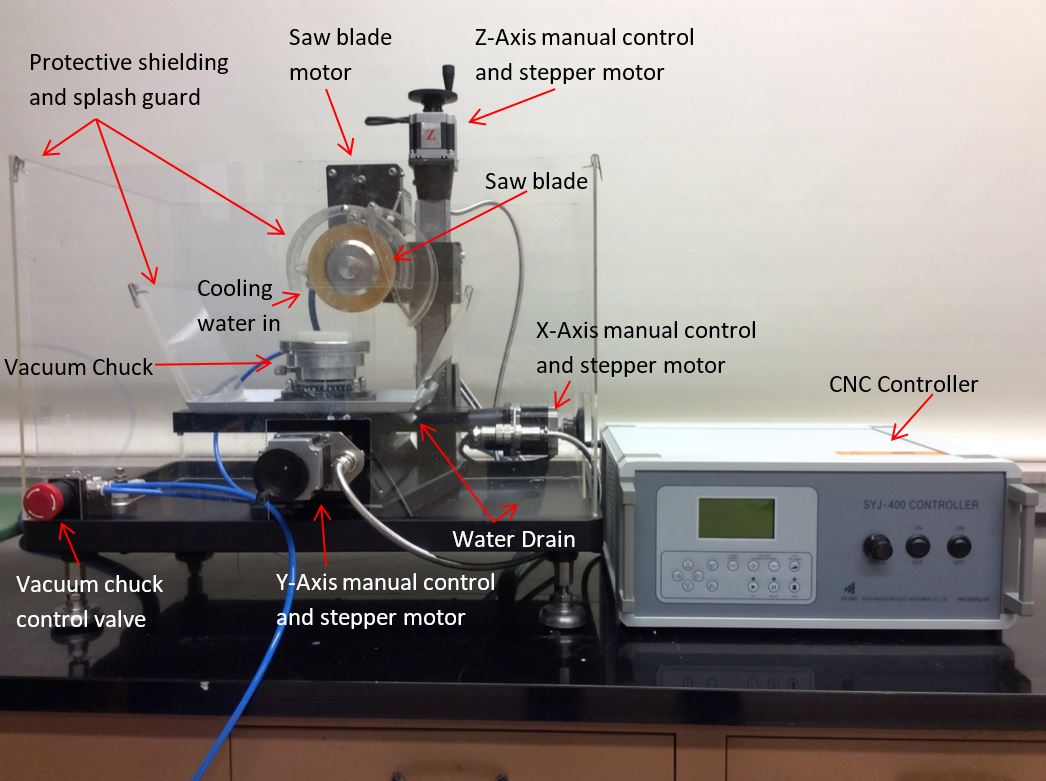 Saw blade
motor
Z-Axis manual control
and stepper motor
Protective shielding
and splash guard
Z
Saw blade
Cooling
water in
X-Axis manual control
and stepper motor
Vacuum Chuck
CNC Controller
SYJ-400 CONTROLLER
ON
ON
OFF
OFF
Water Drain
Vacuum chuck
control valve
Y-Axis manual control
and stepper motor